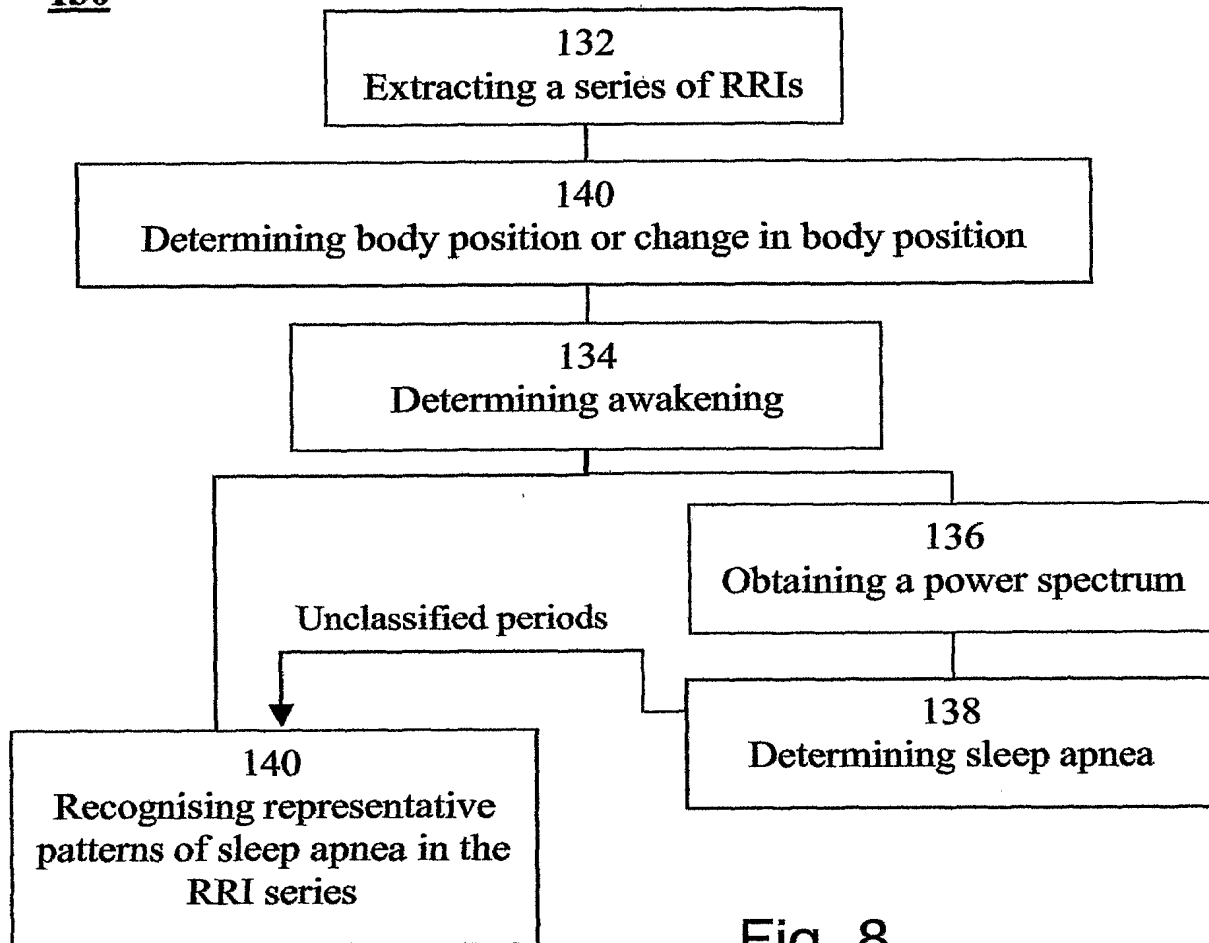 132
Extracting a series of RRIs
140
Determining body position or change in body position
134
Determining awakening
136
Obtaining a power spectrum
Unclassified periods
138
Determining sleep apnea
140
Recognising representative
patterns of sleep apnea in the
RRI series
Fig. 8